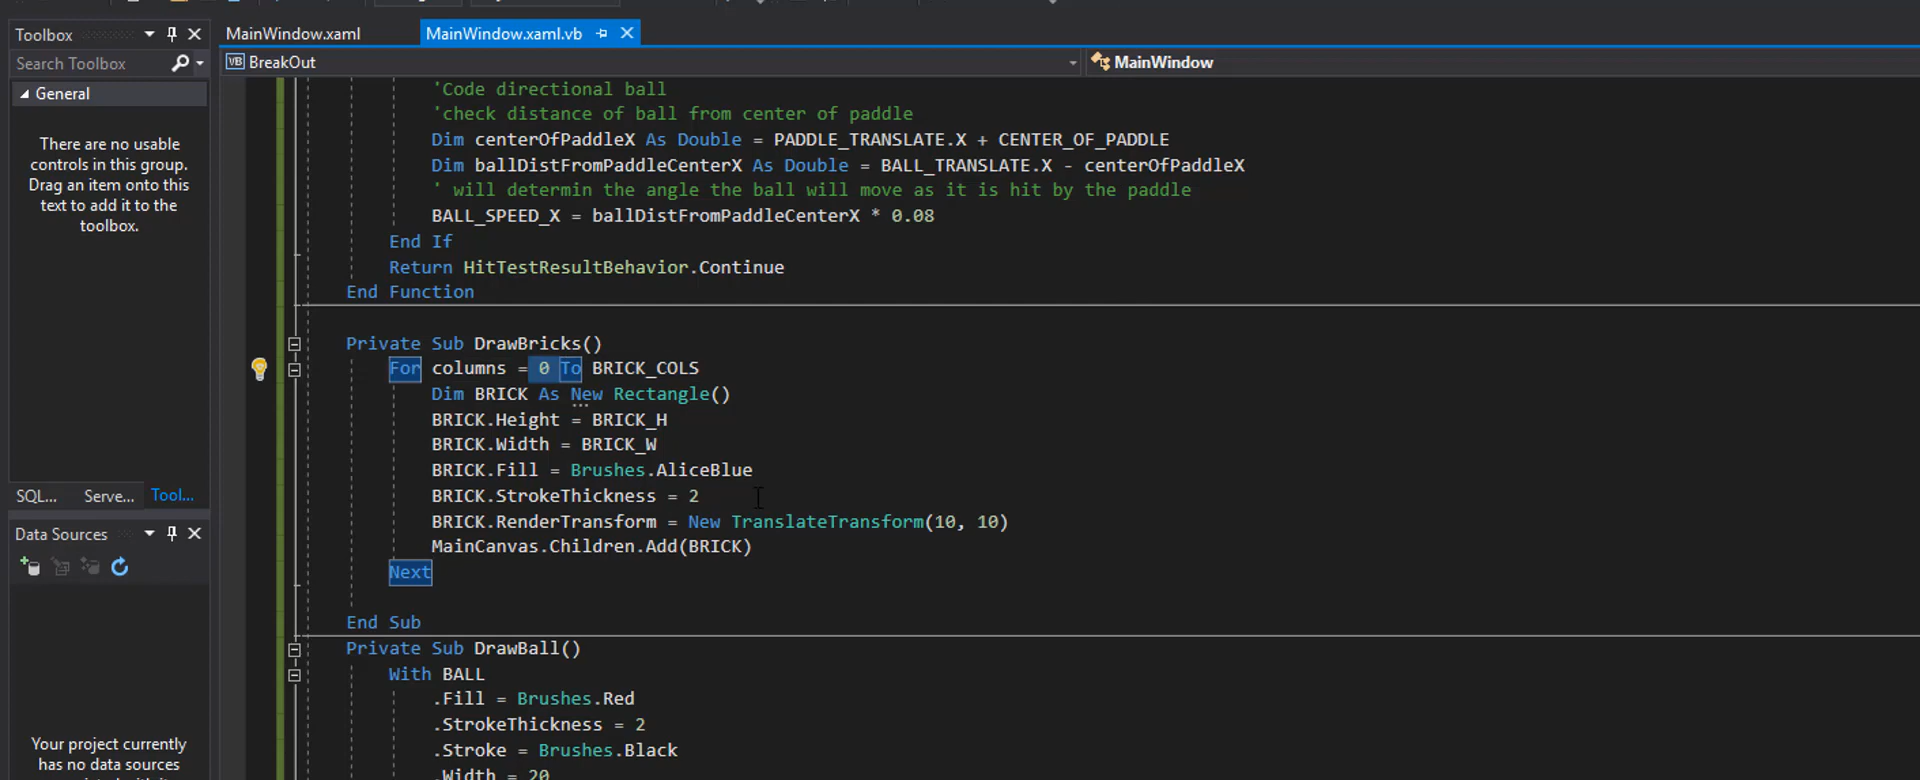 Toolbox
MainWindow.xaml
MainWindow.xaml.vb
Search Toolbox
VB BreakOut
MainWindow
General
There are no usable
controls in this group.
Drag an item onto this
text to add it to the
toolbox.
'Code directional ball
'check distance of ball from center of paddle
Dim centerOfPaddleX As Double = PADDLE_TRANSLATE.X + CENTER_OF_PADDLE
Dim ballDistFromPaddleCenterX As Double = BALL_TRANSLATE.X - centerOfPaddleX
' will determin the angle the ball will move as it is hit by the paddle
BALL_SPEED_X = ballDistFromPaddleCenterX * 0.08
End If
Return HitTestResultBehavior.Continue
End Function
Private Sub DrawBricks()
For columns = 0 To BRICK_COLS
Dim BRICK As New Rectangle()
BRICK.Height = BRICK_H
BRICK.Width = BRICK_W
BRICK.Fill = Brushes.AliceBlue
BRICK.StrokeThickness = 2
BRICK.RenderTransform = New TranslateTransform(10, 10)
MainCanvas.Children.Add(BRICK)
Next
End Sub
Private Sub DrawBall()
With BALL
.Fill = Brushes.Red
.StrokeThickness = 2
.Stroke = Brushes.Black
.Width = 20
SQL... Serve... Tool...
Data Sources
Your project currently
has no data sources